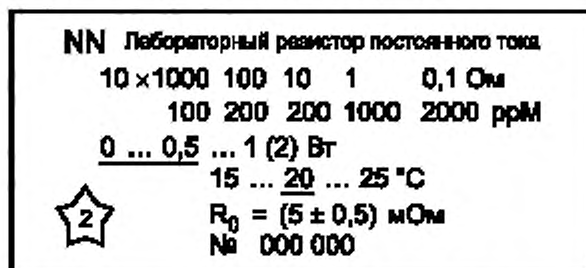 NN Лабораторный резистор постоянного тока
10 ×1000 100 10 1 0,1 Ом
100 200 200 1000 2000 ppM
0 ... 0,5 ... 1 (2) Вт
15 ... 20 ... 25 °C
2
R0 = (5 ± 0,5) мОм
№ 000 000